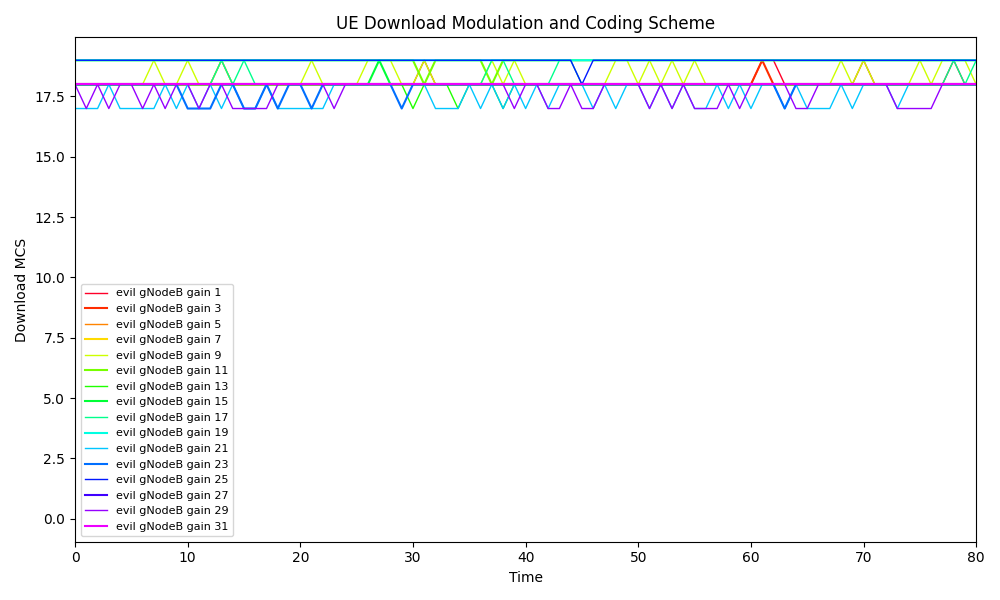 UE Download Modulation and Coding Scheme
Download MCS
17.5
15.0
12.5
10.0
7.5
5.0
2.5
0.0
evil gNodeB gain 1
evil gNodeB gain 3
evil gNodeB gain 5
evil gNodeB gain 7
evil gNodeB gain 9
evil gNodeB gain 11
evil gNodeB gain 13
evil gNodeB gain 15
evil gNodeB gain 17
evil gNodeB gain 19
evil gNodeB gain 21
evil gNodeB gain 23
evil gNodeB gain 25
evil gNodeB gain 27
evil gNodeB gain 29
evil gNodeB gain 31
0 10 20 30 40 50 60 70 80
Time